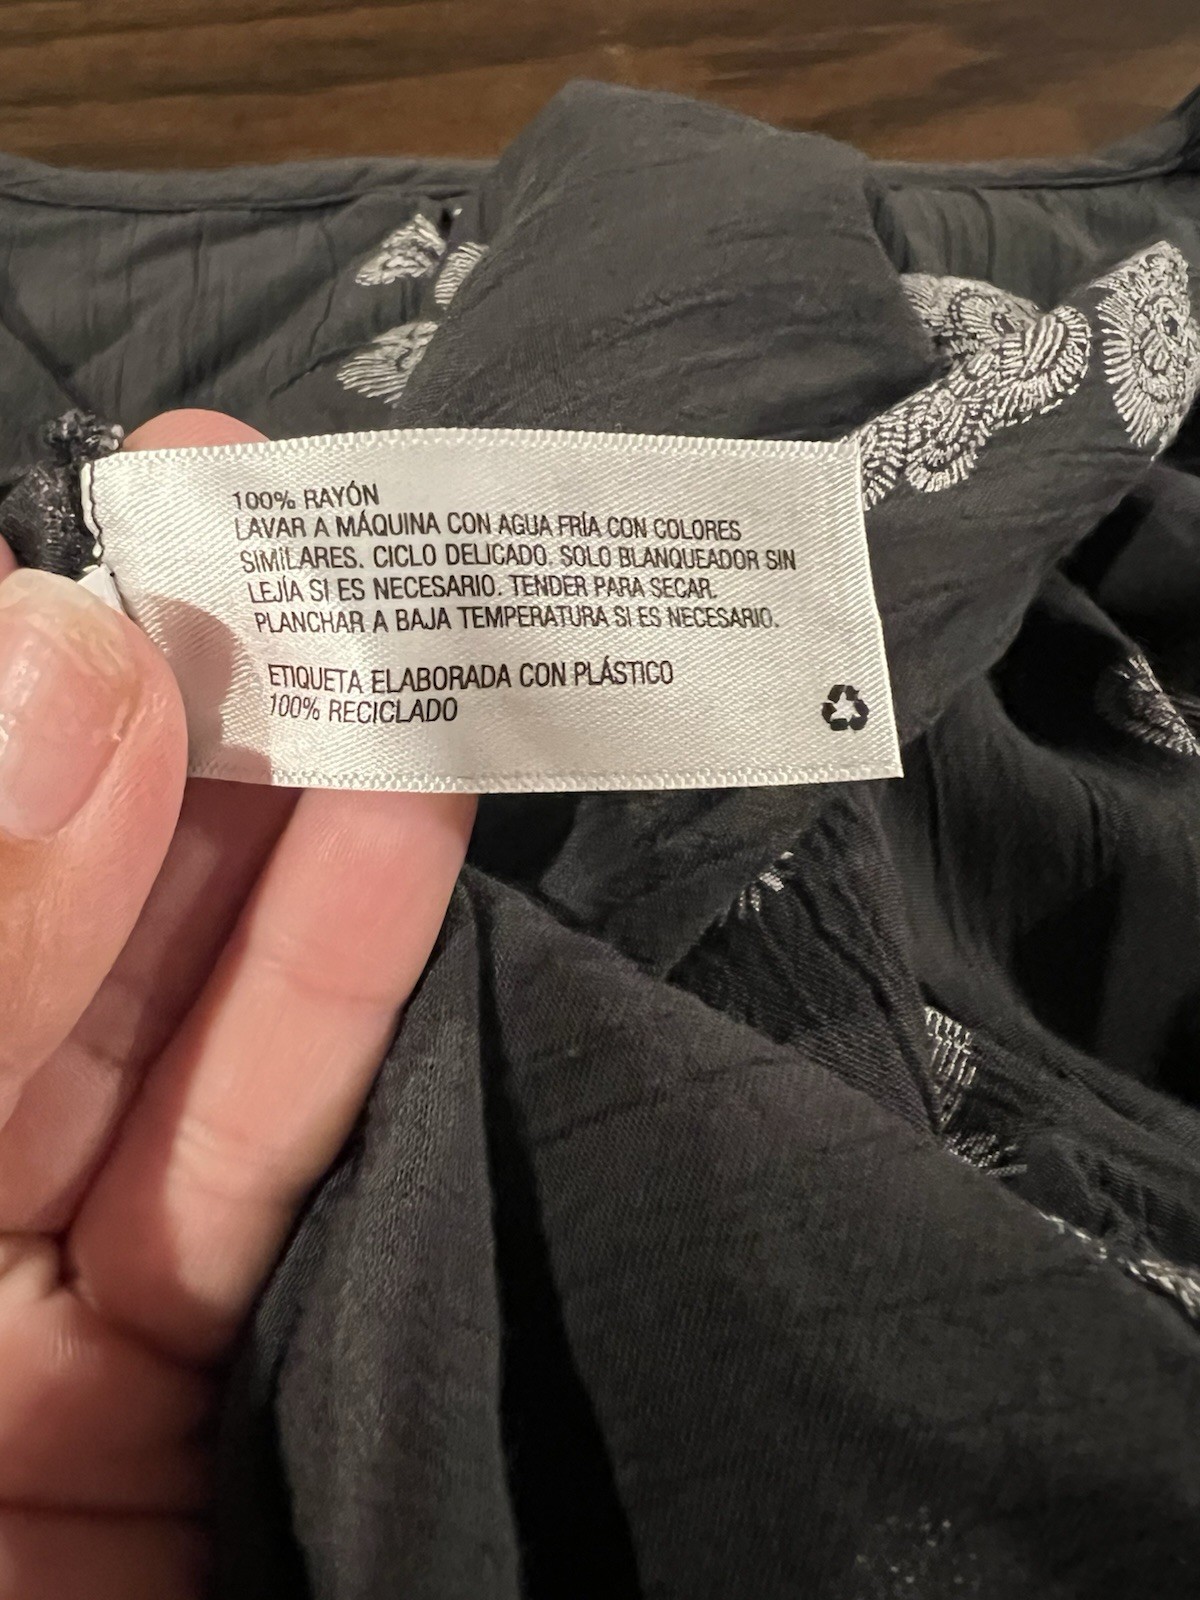 100% RAYÓN
LAVAR A MÁQUINA CON AGUA FRÍA CON COLORES
SIMILARES. CICLO DELICADO. SOLO BLANQUEADOR SIN
LEJÍA SI ES NECESARIO. TENDER PARA SECAR.
PLANCHAR A BAJA TEMPERATURA SI ES NECESARIO.
ETIQUETA ELABORADA CON PLÁSTICO
100% RECICLADO